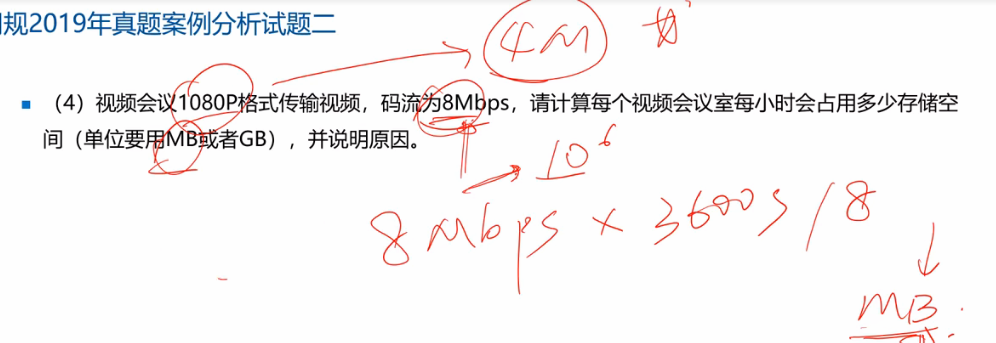 规2019年真题案例分析试题二
4M
（4）视频会议1080P格式传输视频，码流为8Mbps，请计算每个视频会议室每小时会占用多少存储空
间（单位要用MB或者GB），并说明原因。
10⁶
8Mbps × 3600s / 8
MB